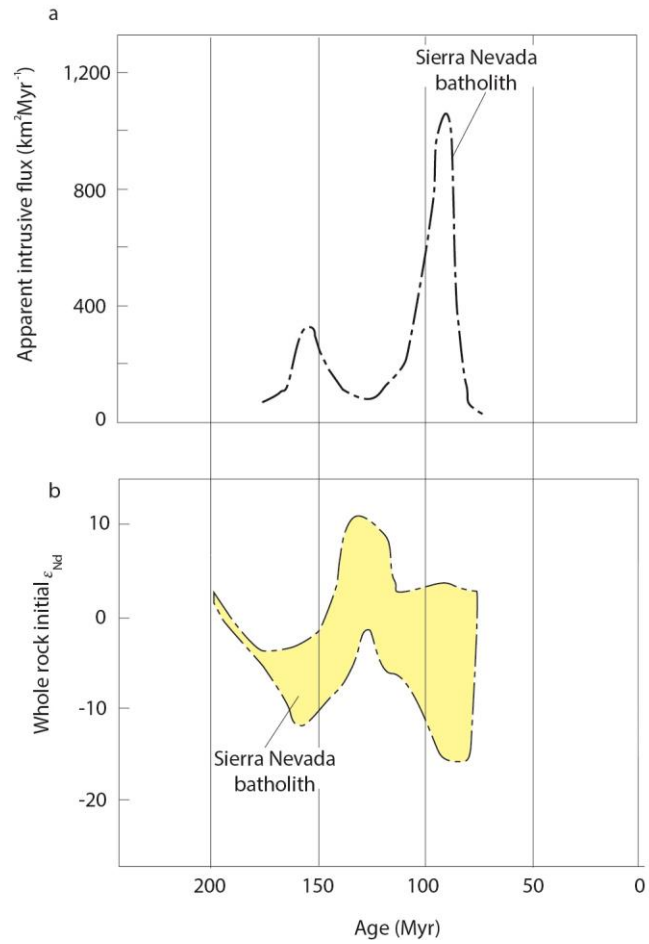 a
Sierra Nevada
batholith
Apparent intrusive flux (km²Myr⁻¹)
1,200
800
400
0
b
Whole rock initial εNd
10
0
-10
-20
Sierra Nevada
batholith
200
150
100
50
0
Age (Myr)